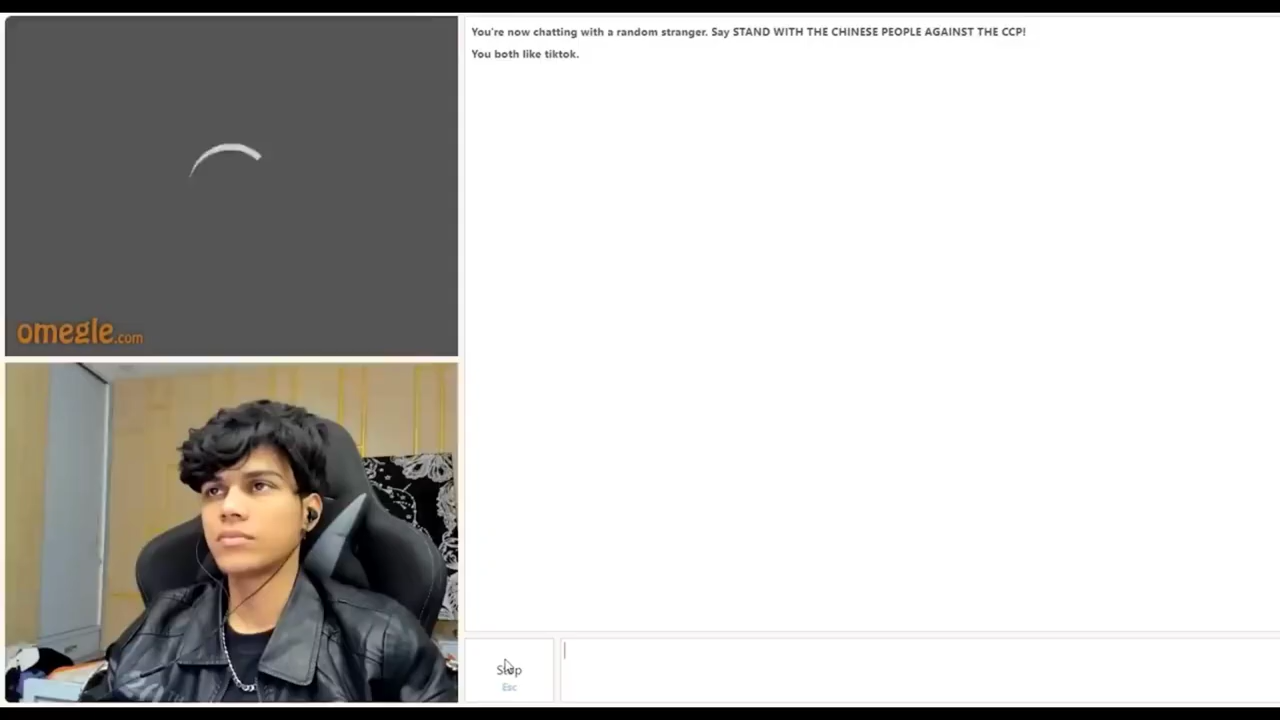 You're now chatting with a random stranger. Say STAND WITH THE CHINESE PEOPLE AGAINST THE CCP!
You both like tiktok.
omegle.com
Stop
Esc